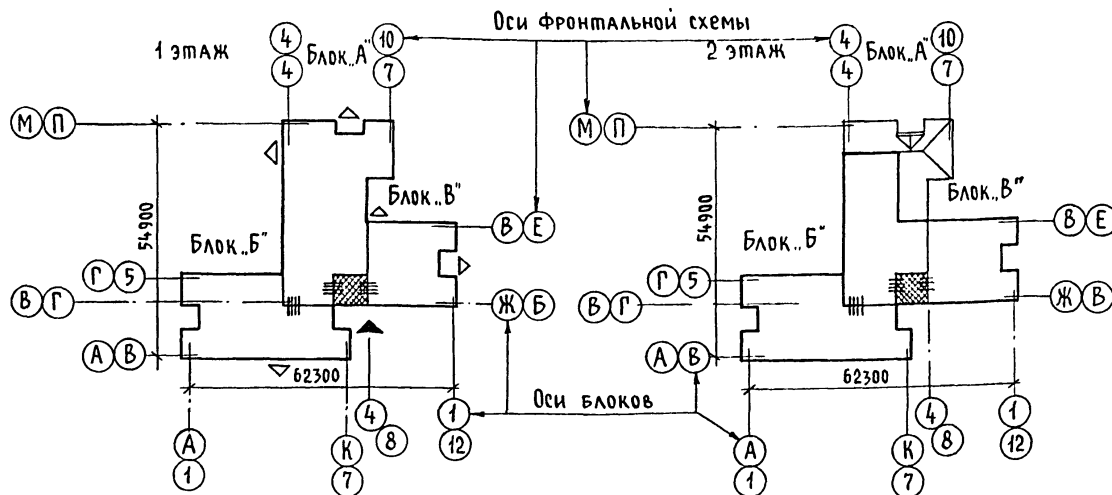 Оси фронтальной схемы
1 этаж
4
4
Блок „А"
10
7
М П
54900
Блок „В"
В Е
Блок „Б"
Г 5
В Г
Ж Б
А В
62300
А
1
К
7
4
8
1
12
М П
Оси блоков
2 этаж
4
4
Блок „А"
10
7
54900
Блок „В"
В Е
Блок „Б"
Г 5
В Г
Ж В
А В
62300
А
1
К
7
4
8
1
12